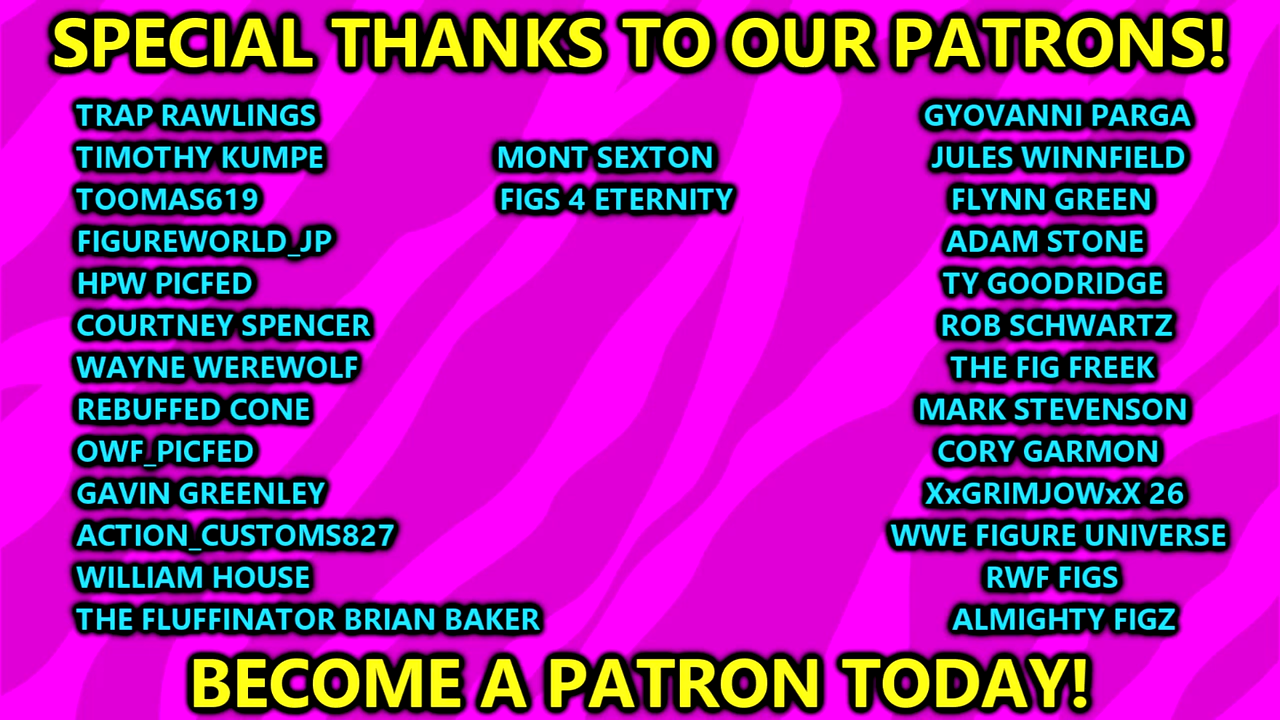 SPECIAL THANKS TO OUR PATRONS!
TRAP RAWLINGS
TIMOTHY KUMPE
TOOMAS619
FIGUREWORLD_JP
HPW PICFED
COURTNEY SPENCER
WAYNE WEREWOLF
REBUFFED CONE
OWF_PICFED
GAVIN GREENLEY
ACTION_CUSTOMS827
WILLIAM HOUSE
THE FLUFFINATOR BRIAN BAKER
MONT SEXTON
FIGS 4 ETERNITY
GYOVANNI PARGA
JULES WINNFIELD
FLYNN GREEN
ADAM STONE
TY GOODRIDGE
ROB SCHWARTZ
THE FIG FREEK
MARK STEVENSON
CORY GARMON
XxGRIMJOWxX 26
WWE FIGURE UNIVERSE
RWF FIGS
ALMIGHTY FIGZ
BECOME A PATRON TODAY!